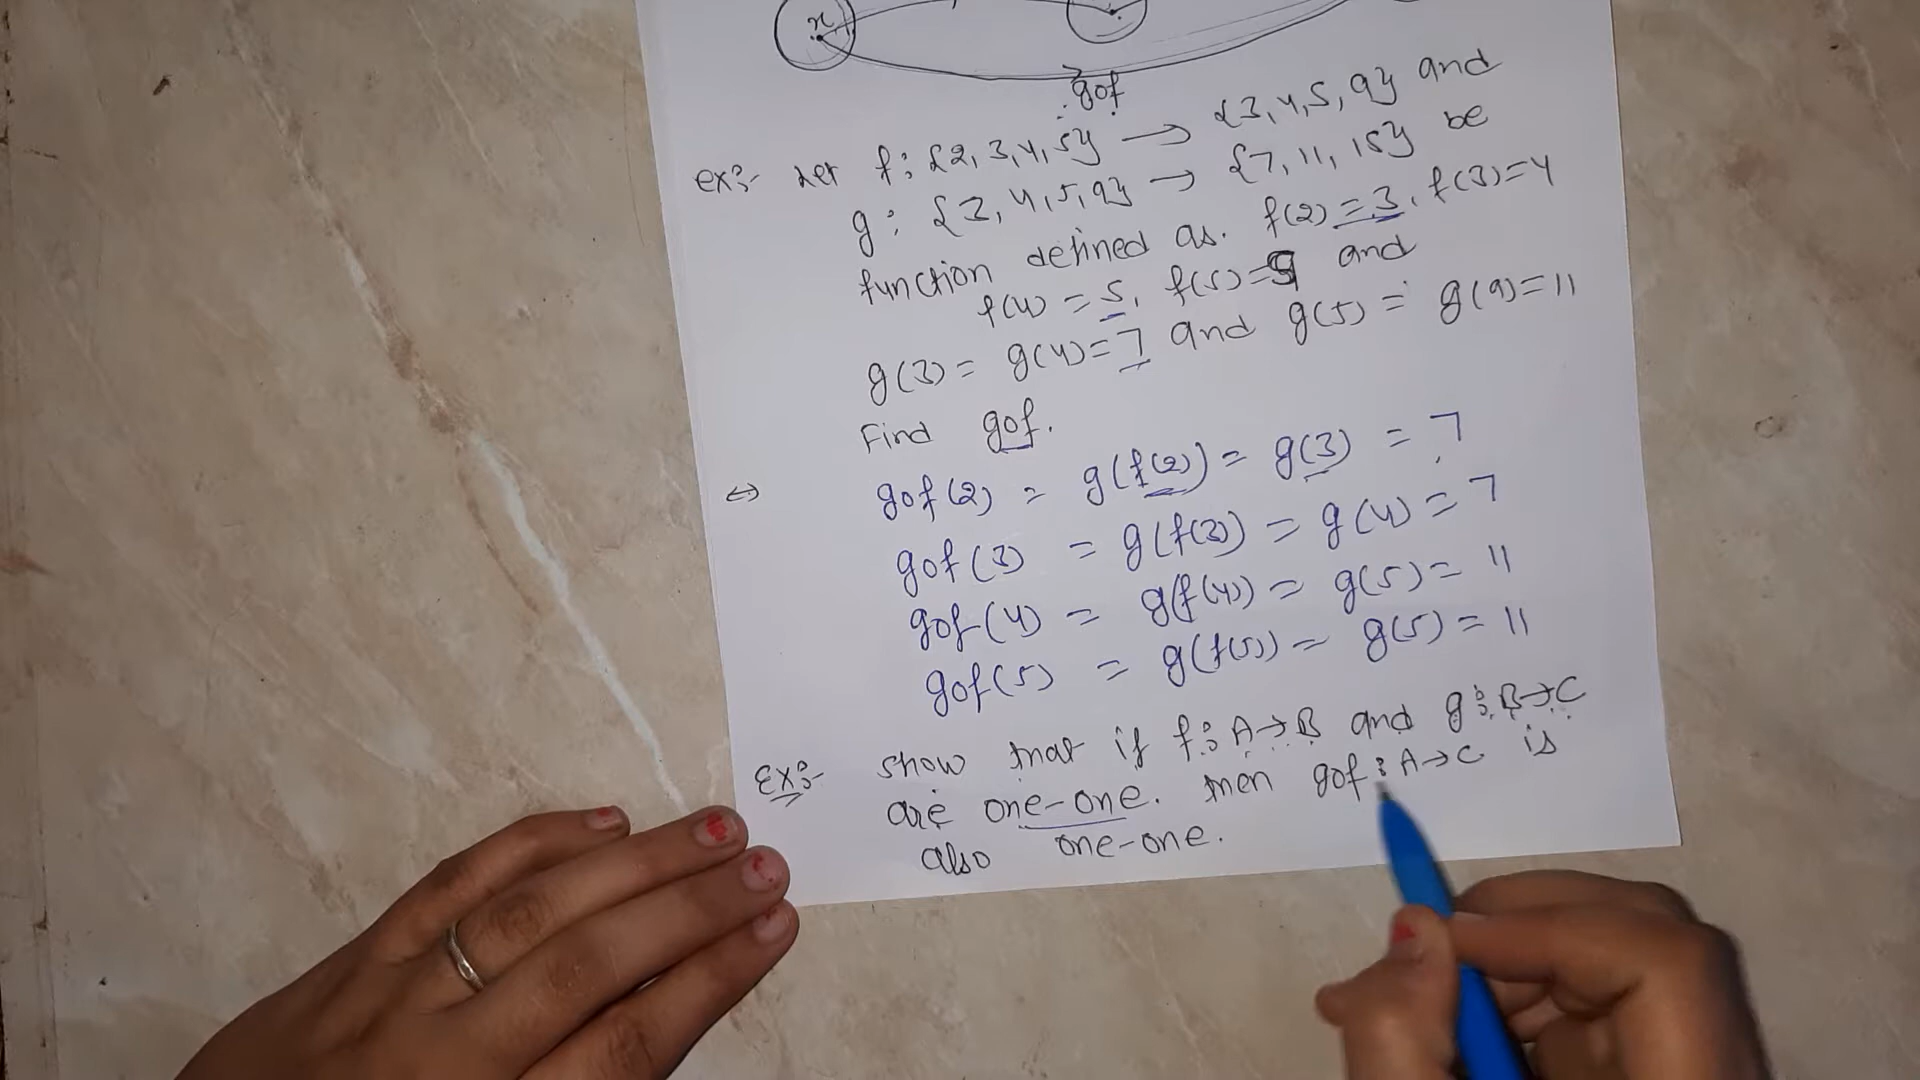 x
gof
ex:- Let f : {2, 3, 4, 5} → {3, 4, 5, 9} and
g : {3, 4, 5, 9} → {7, 11, 15} be
function defined as. f(2) = 3, f(3) = 4
f(4) = 5, f(5) = 9 and
g(3) = g(4) = 7 and g(5) = g(9) = 11
Find gof.
⇔ gof(2) = g(f(2)) = g(3) = 7
gof(3) = g(f(3)) = g(4) = 7
gof(4) = g(f(4)) = g(5) = 11
gof(5) = g(f(5)) = g(5) = 11
Ex:- show that if f : A → B and g : B → C
are one-one. then gof : A → C is
also one-one.